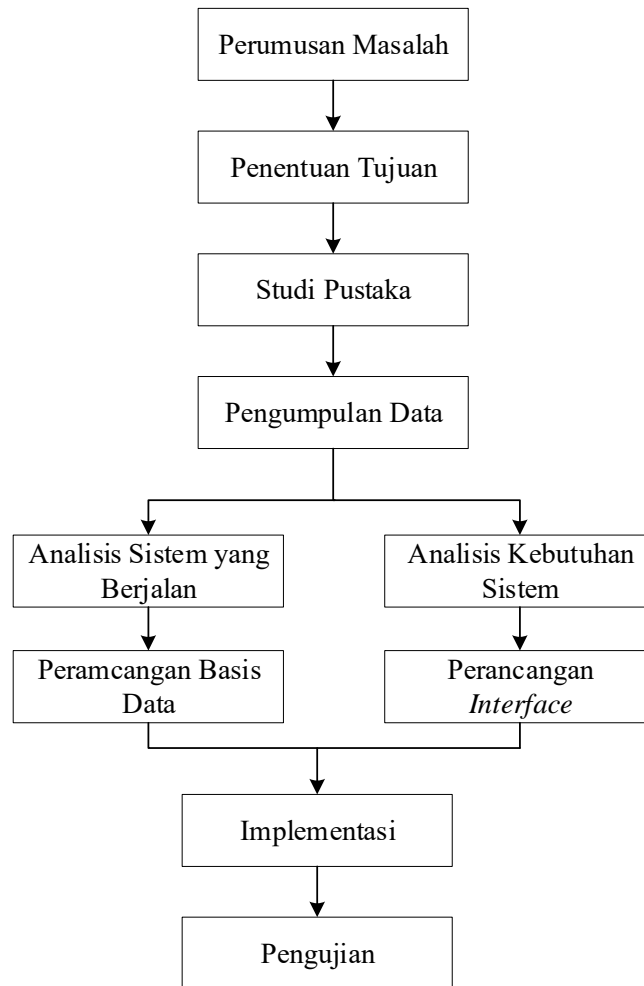 Perumusan Masalah
Penentuan Tujuan
Studi Pustaka
Pengumpulan Data
Analisis Sistem yang
Berjalan
Analisis Kebutuhan
Sistem
Peramcangan Basis
Data
Perancangan
Interface
Implementasi
Pengujian